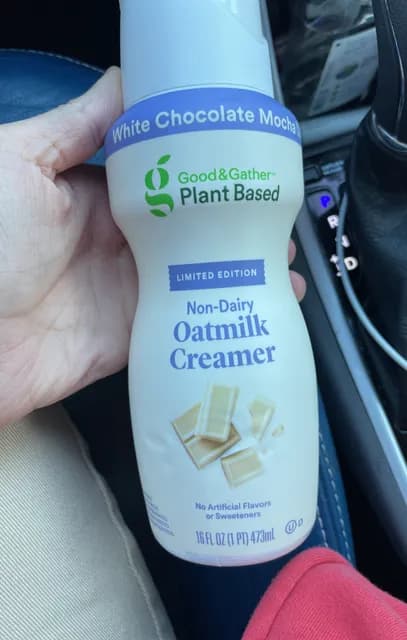 White Chocolate Mocha
Good&Gather™
Plant Based
LIMITED EDITION
Non-Dairy
Oatmilk
Creamer
No Artificial Flavors
or Sweeteners
16 FL OZ (1 PT) 473mL
U D
P
R
N
D